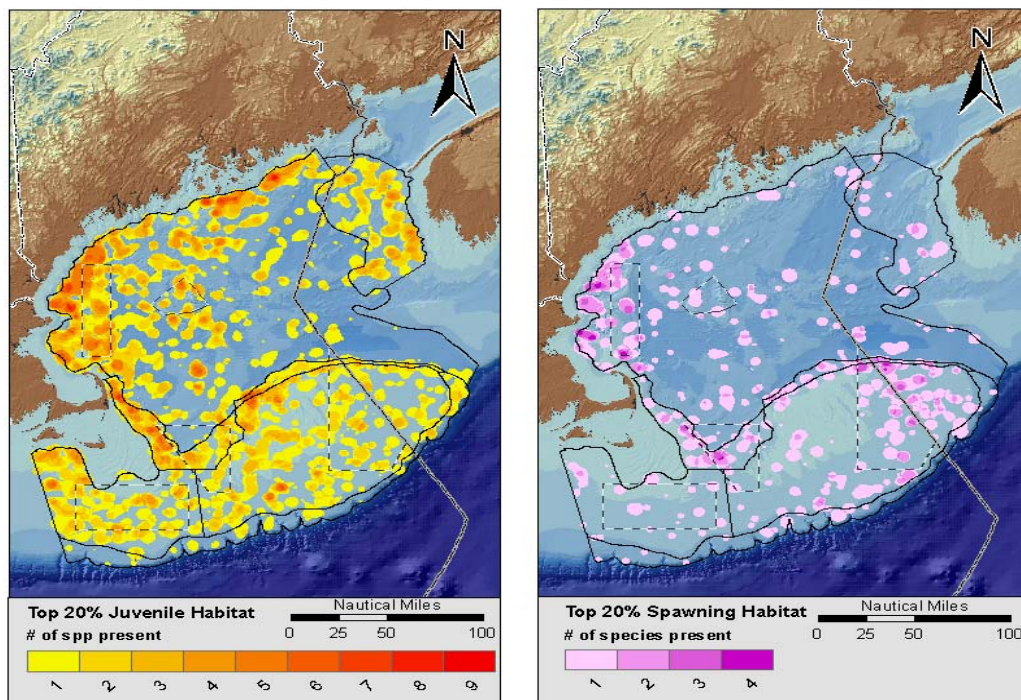 N
Top 20% Juvenile Habitat
# of spp present
Nautical Miles
0 25 50 100
1 2 3 4 5 6 7 8 9
N
Top 20% Spawning Habitat
# of species present
Nautical Miles
0 25 50 100
1 2 3 4